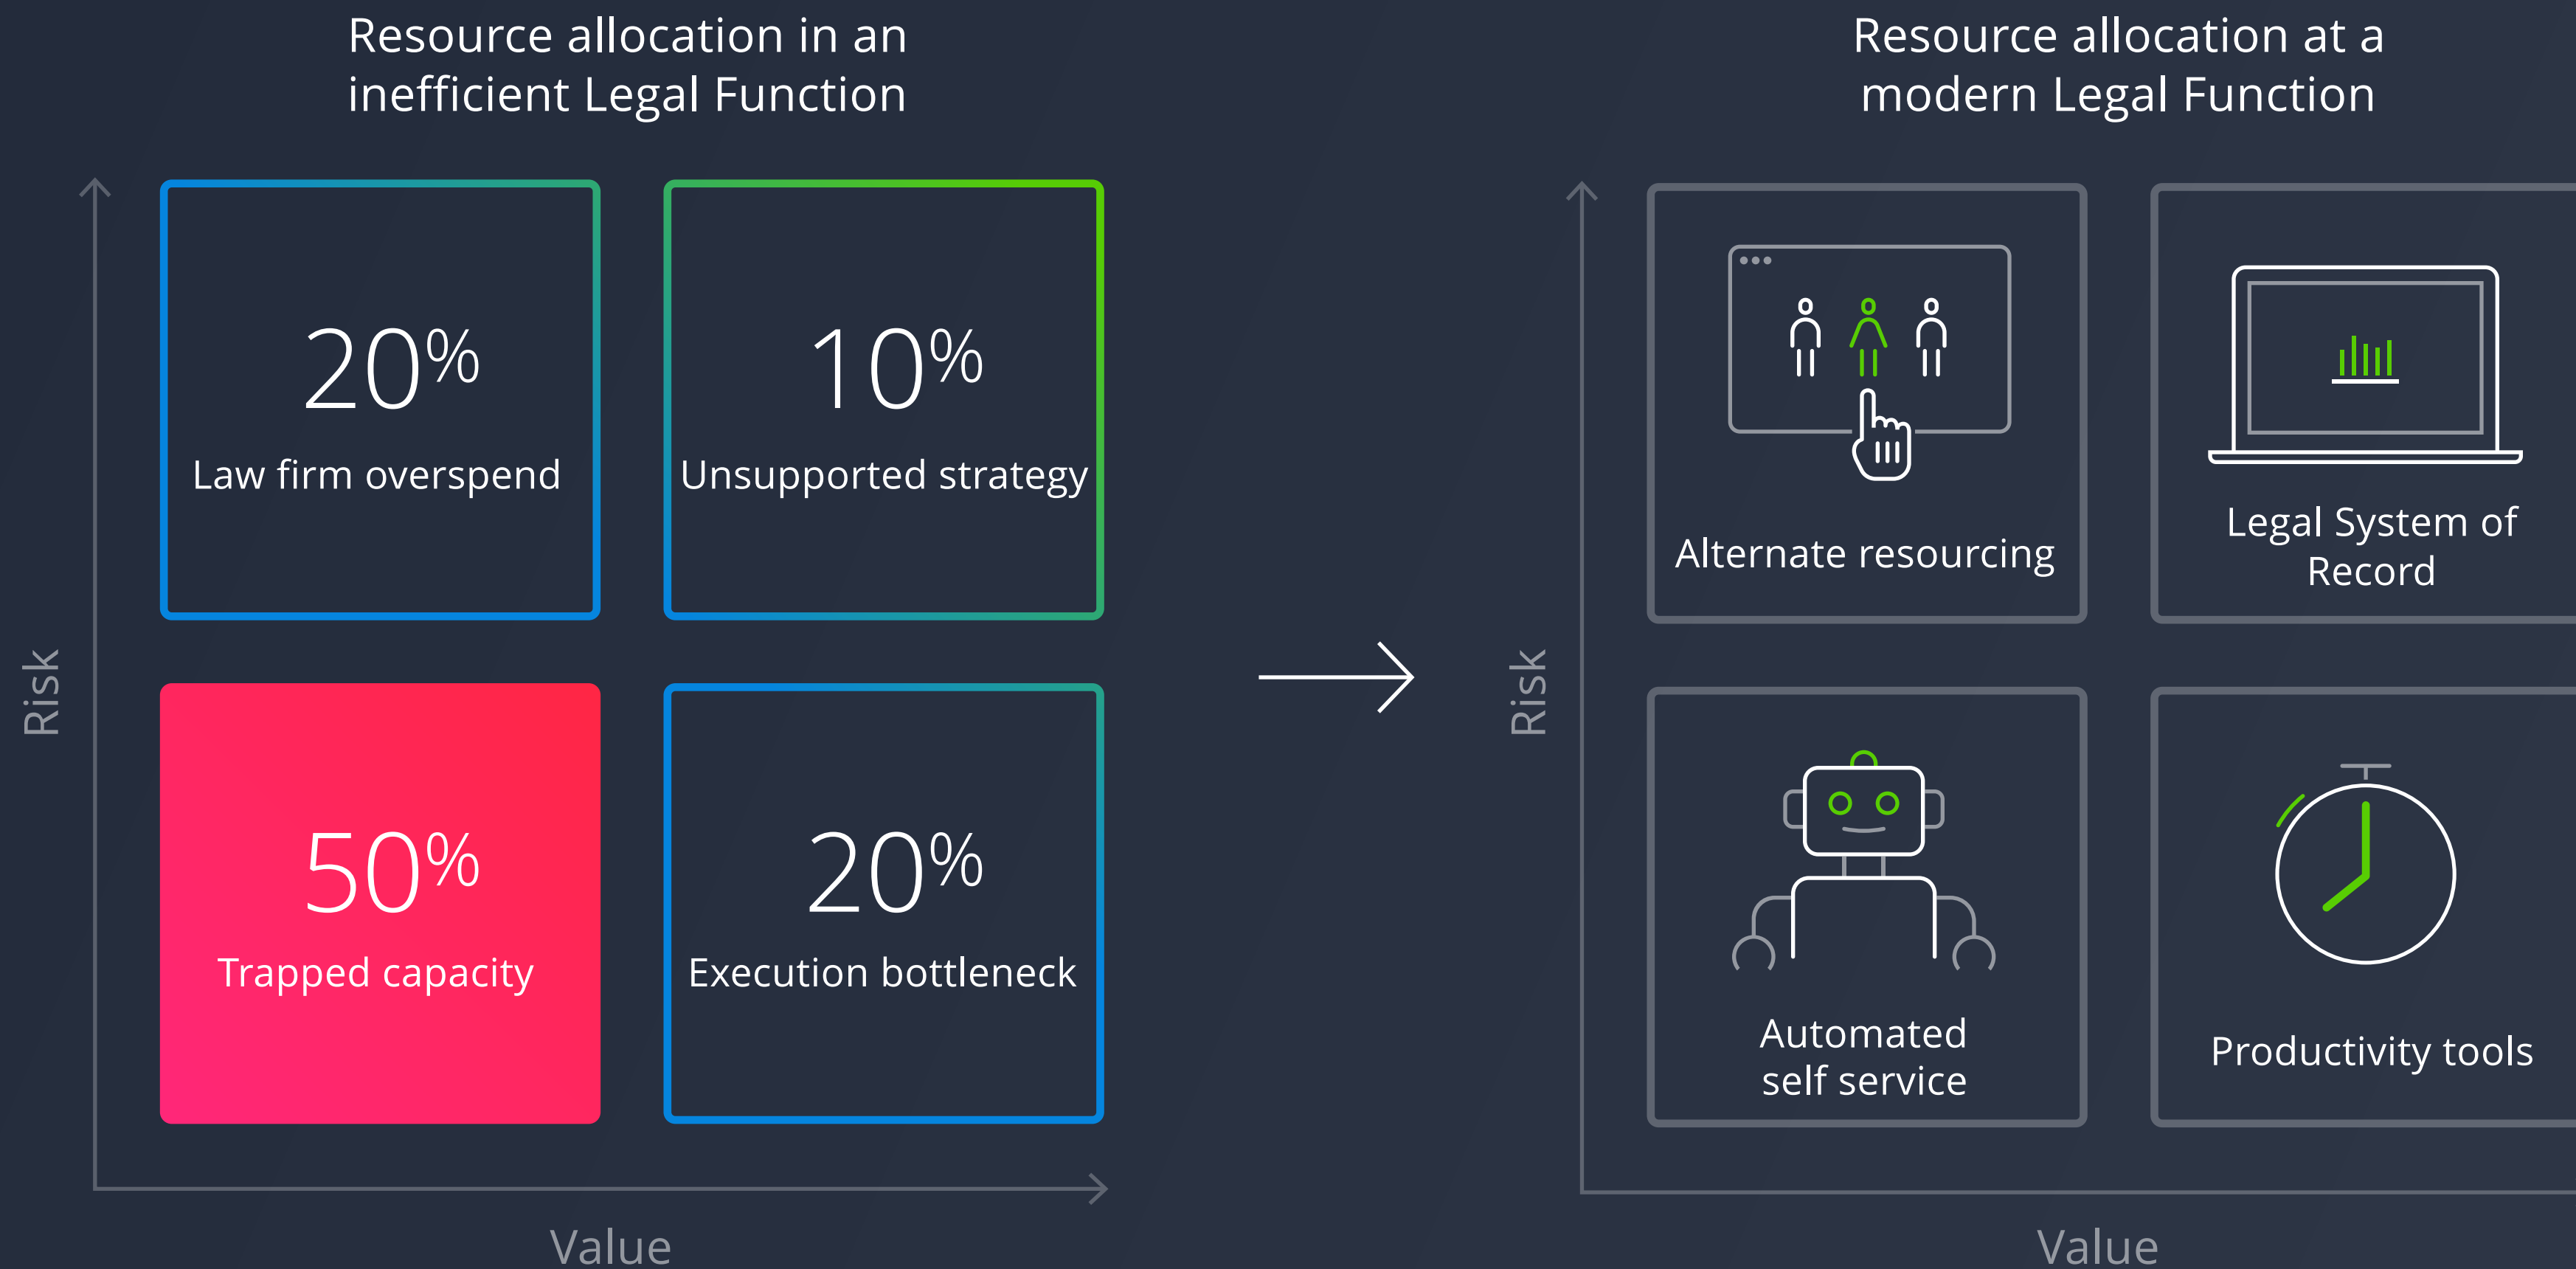 Resource allocation in an
inefficient Legal Function
Risk
20%
Law firm overspend
10%
Unsupported strategy
50%
Trapped capacity
20%
Execution bottleneck
Value
Resource allocation at a
modern Legal Function
Risk
Alternate resourcing
Legal System of
Record
Automated
self service
Productivity tools
Value